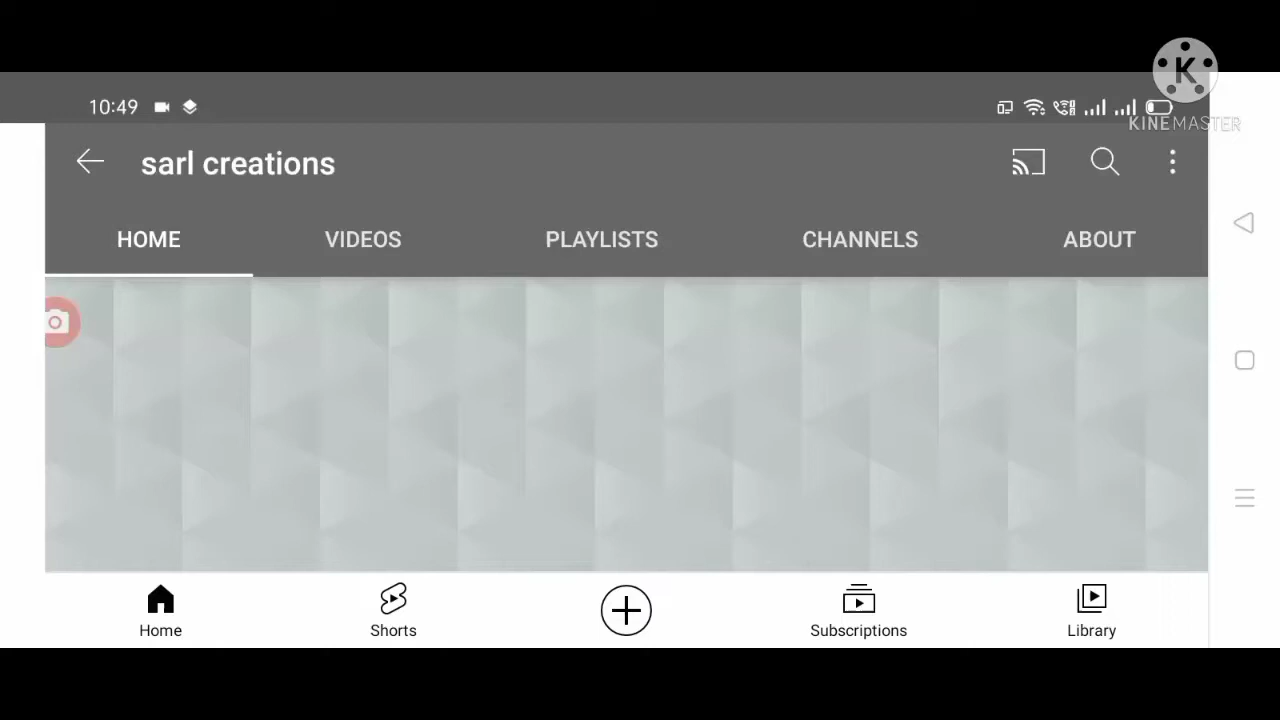 10:49
KINEMASTER
sarl creations
HOME VIDEOS PLAYLISTS CHANNELS ABOUT
Home Shorts Subscriptions Library